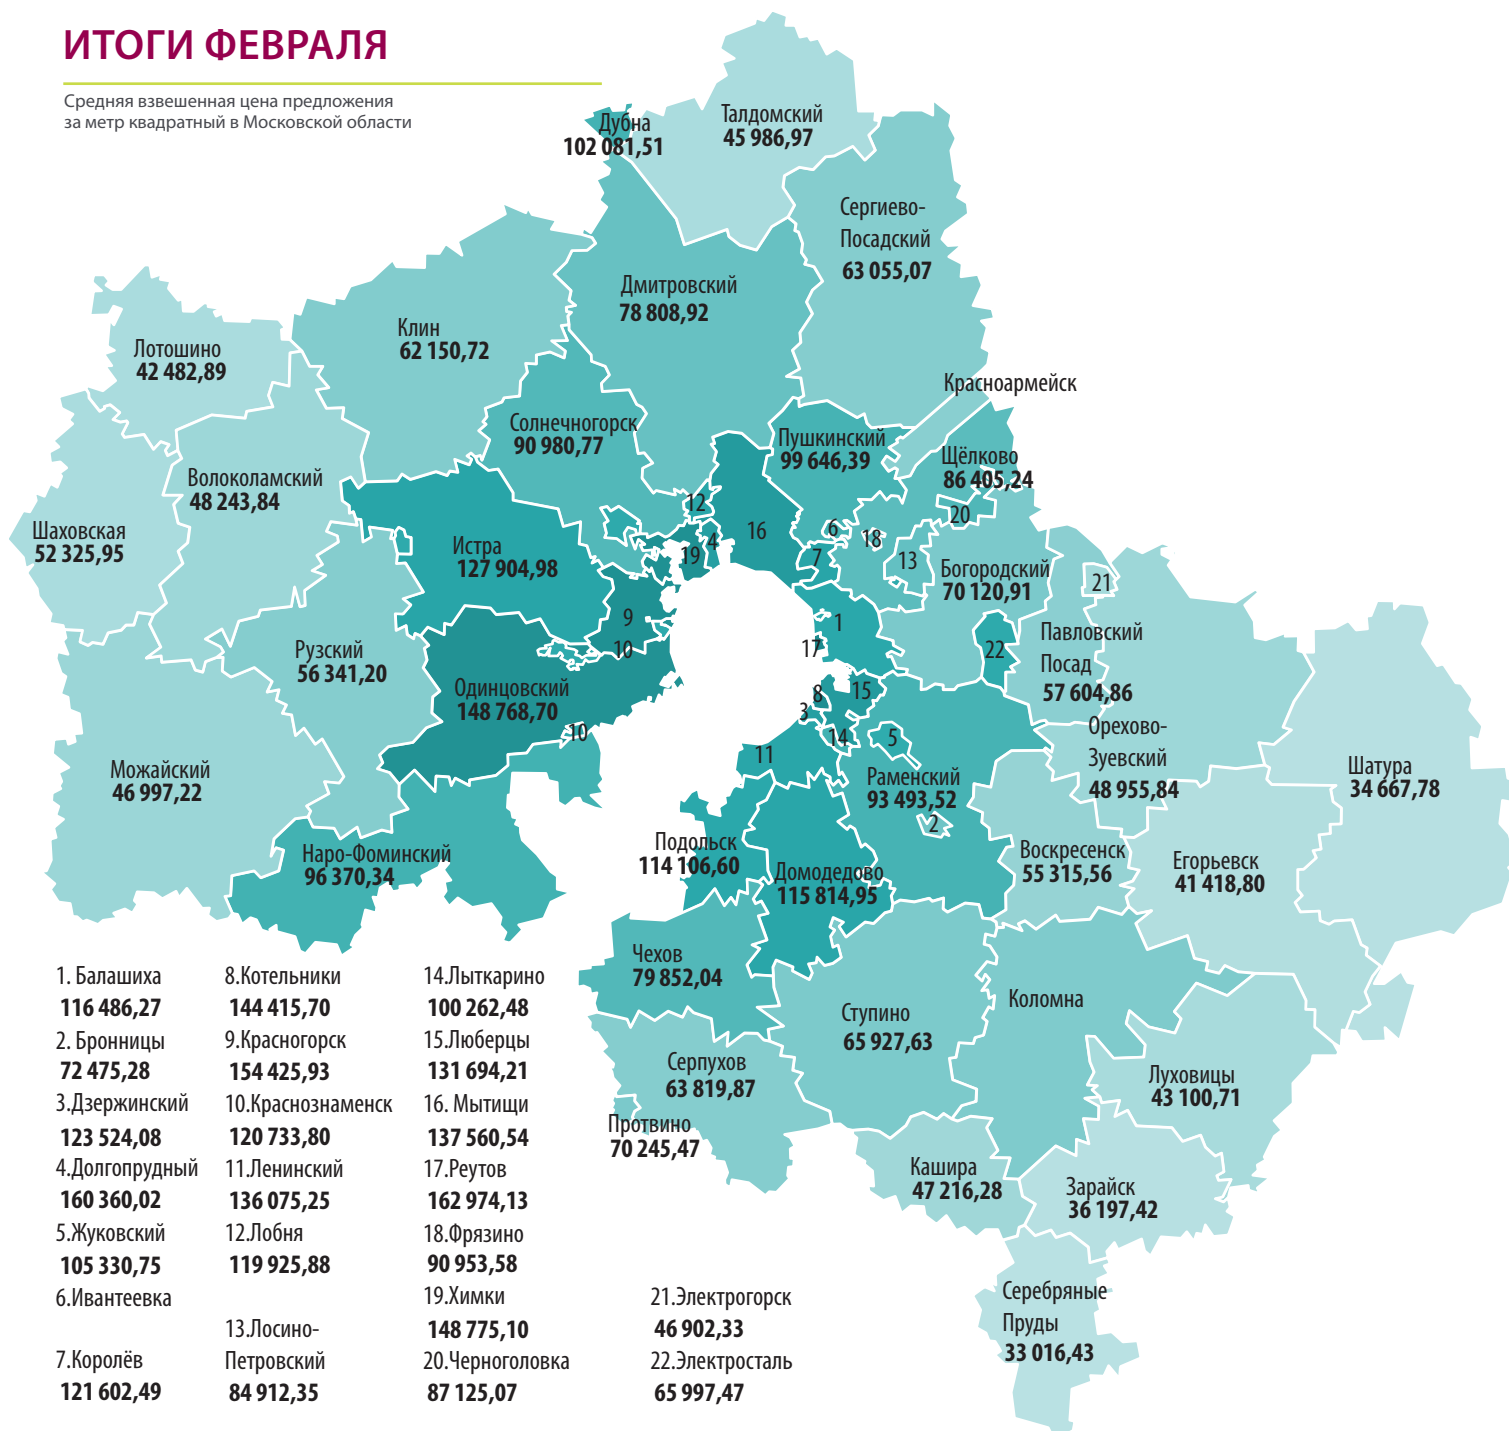 ИТОГИ ФЕВРАЛЯ
Средняя взвешенная цена предложения
за метр квадратный в Московской области
Дубна
102 081,51
Талдомский
45 986,97
Сергиево-
Посадский
63 055,07
Дмитровский
78 808,92
Клин
62 150,72
Лотошино
42 482,89
Красноармейск
Солнечногорск
90 980,77
Пушкинский
99 646,39
Щёлково
86 405,24
Волоколамский
48 243,84
Шаховская
52 325,95
Истра
127 904,98
12
16
19
4
6
7
18
13
20
Богородский
70 120,91
21
9
10
1
17
22
Павловский
Посад
57 604,86
Рузский
56 341,20
Одинцовский
148 768,70
10
8
3
15
14
5
11
Орехово-
Зуевский
48 955,84
Шатура
34 667,78
Можайский
46 997,22
Раменский
93 493,52
2
Наро-Фоминский
96 370,34
Подольск
114 106,60
Домодедово
115 814,95
Воскресенск
55 315,56
Егорьевск
41 418,80
Чехов
79 852,04
Ступино
65 927,63
Коломна
Серпухов
63 819,87
Луховицы
43 100,71
Протвино
70 245,47
Кашира
47 216,28
Зарайск
36 197,42
Серебряные
Пруды
33 016,43
1. Балашиха
116 486,27
2. Бронницы
72 475,28
3.Дзержинский
123 524,08
4.Долгопрудный
160 360,02
5.Жуковский
105 330,75
6.Ивантеевка
7.Королёв
121 602,49
8.Котельники
144 415,70
9.Красногорск
154 425,93
10.Краснознаменск
120 733,80
11.Ленинский
136 075,25
12.Лобня
119 925,88
13.Лосино-
Петровский
84 912,35
14.Лыткарино
100 262,48
15.Люберцы
131 694,21
16. Мытищи
137 560,54
17.Реутов
162 974,13
18.Фрязино
90 953,58
19.Химки
148 775,10
20.Черноголовка
87 125,07
21.Электрогорск
46 902,33
22.Электросталь
65 997,47